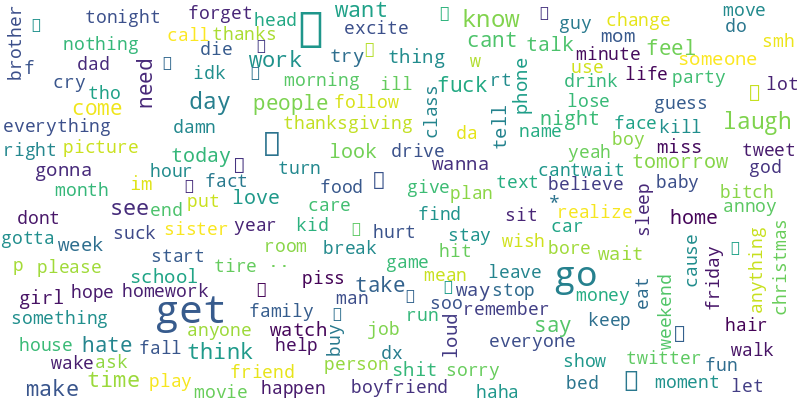 brother
tonight
forget
head
want
know
guy
change
move
do
nothing
call
thanks
excite
cant
talk
mom
smh
f
dad
die
work
try
thing
minute
feel
someone
cry
idk
w
use
need
tho
morning
ill
fuck
rt
phone
drink
life
party
lot
come
day
people
follow
class
lose
guess
everything
damn
thanksgiving
da
tell
name
night
face
kill
laugh
right
picture
today
look
drive
yeah
boy
miss
tweet
gonna
hour
turn
wanna
cantwait
tomorrow
god
month
im
fact
food
give
plan
text
believe
baby
bitch
dont
see
end
put
love
care
find
sit
*
realize
sleep
home
annoy
gotta
week
suck
sister
year
kid
hurt
stay
wish
car
bore
wait
cause
friday
anything
christmas
p
please
start
room
break
hit
school
tire
..
game
mean
leave
go
girl
hope
homework
piss
take
way
stop
money
eat
weekend
something
get
family
man
soo
remember
keep
hair
house
hate
fall
anyone
watch
buy
job
run
loud
everyone
say
walk
wake
ask
think
help
dx
person
shit
sorry
show
twitter
fun
make
time
play
friend
movie
happen
boyfriend
haha
bed
moment
let